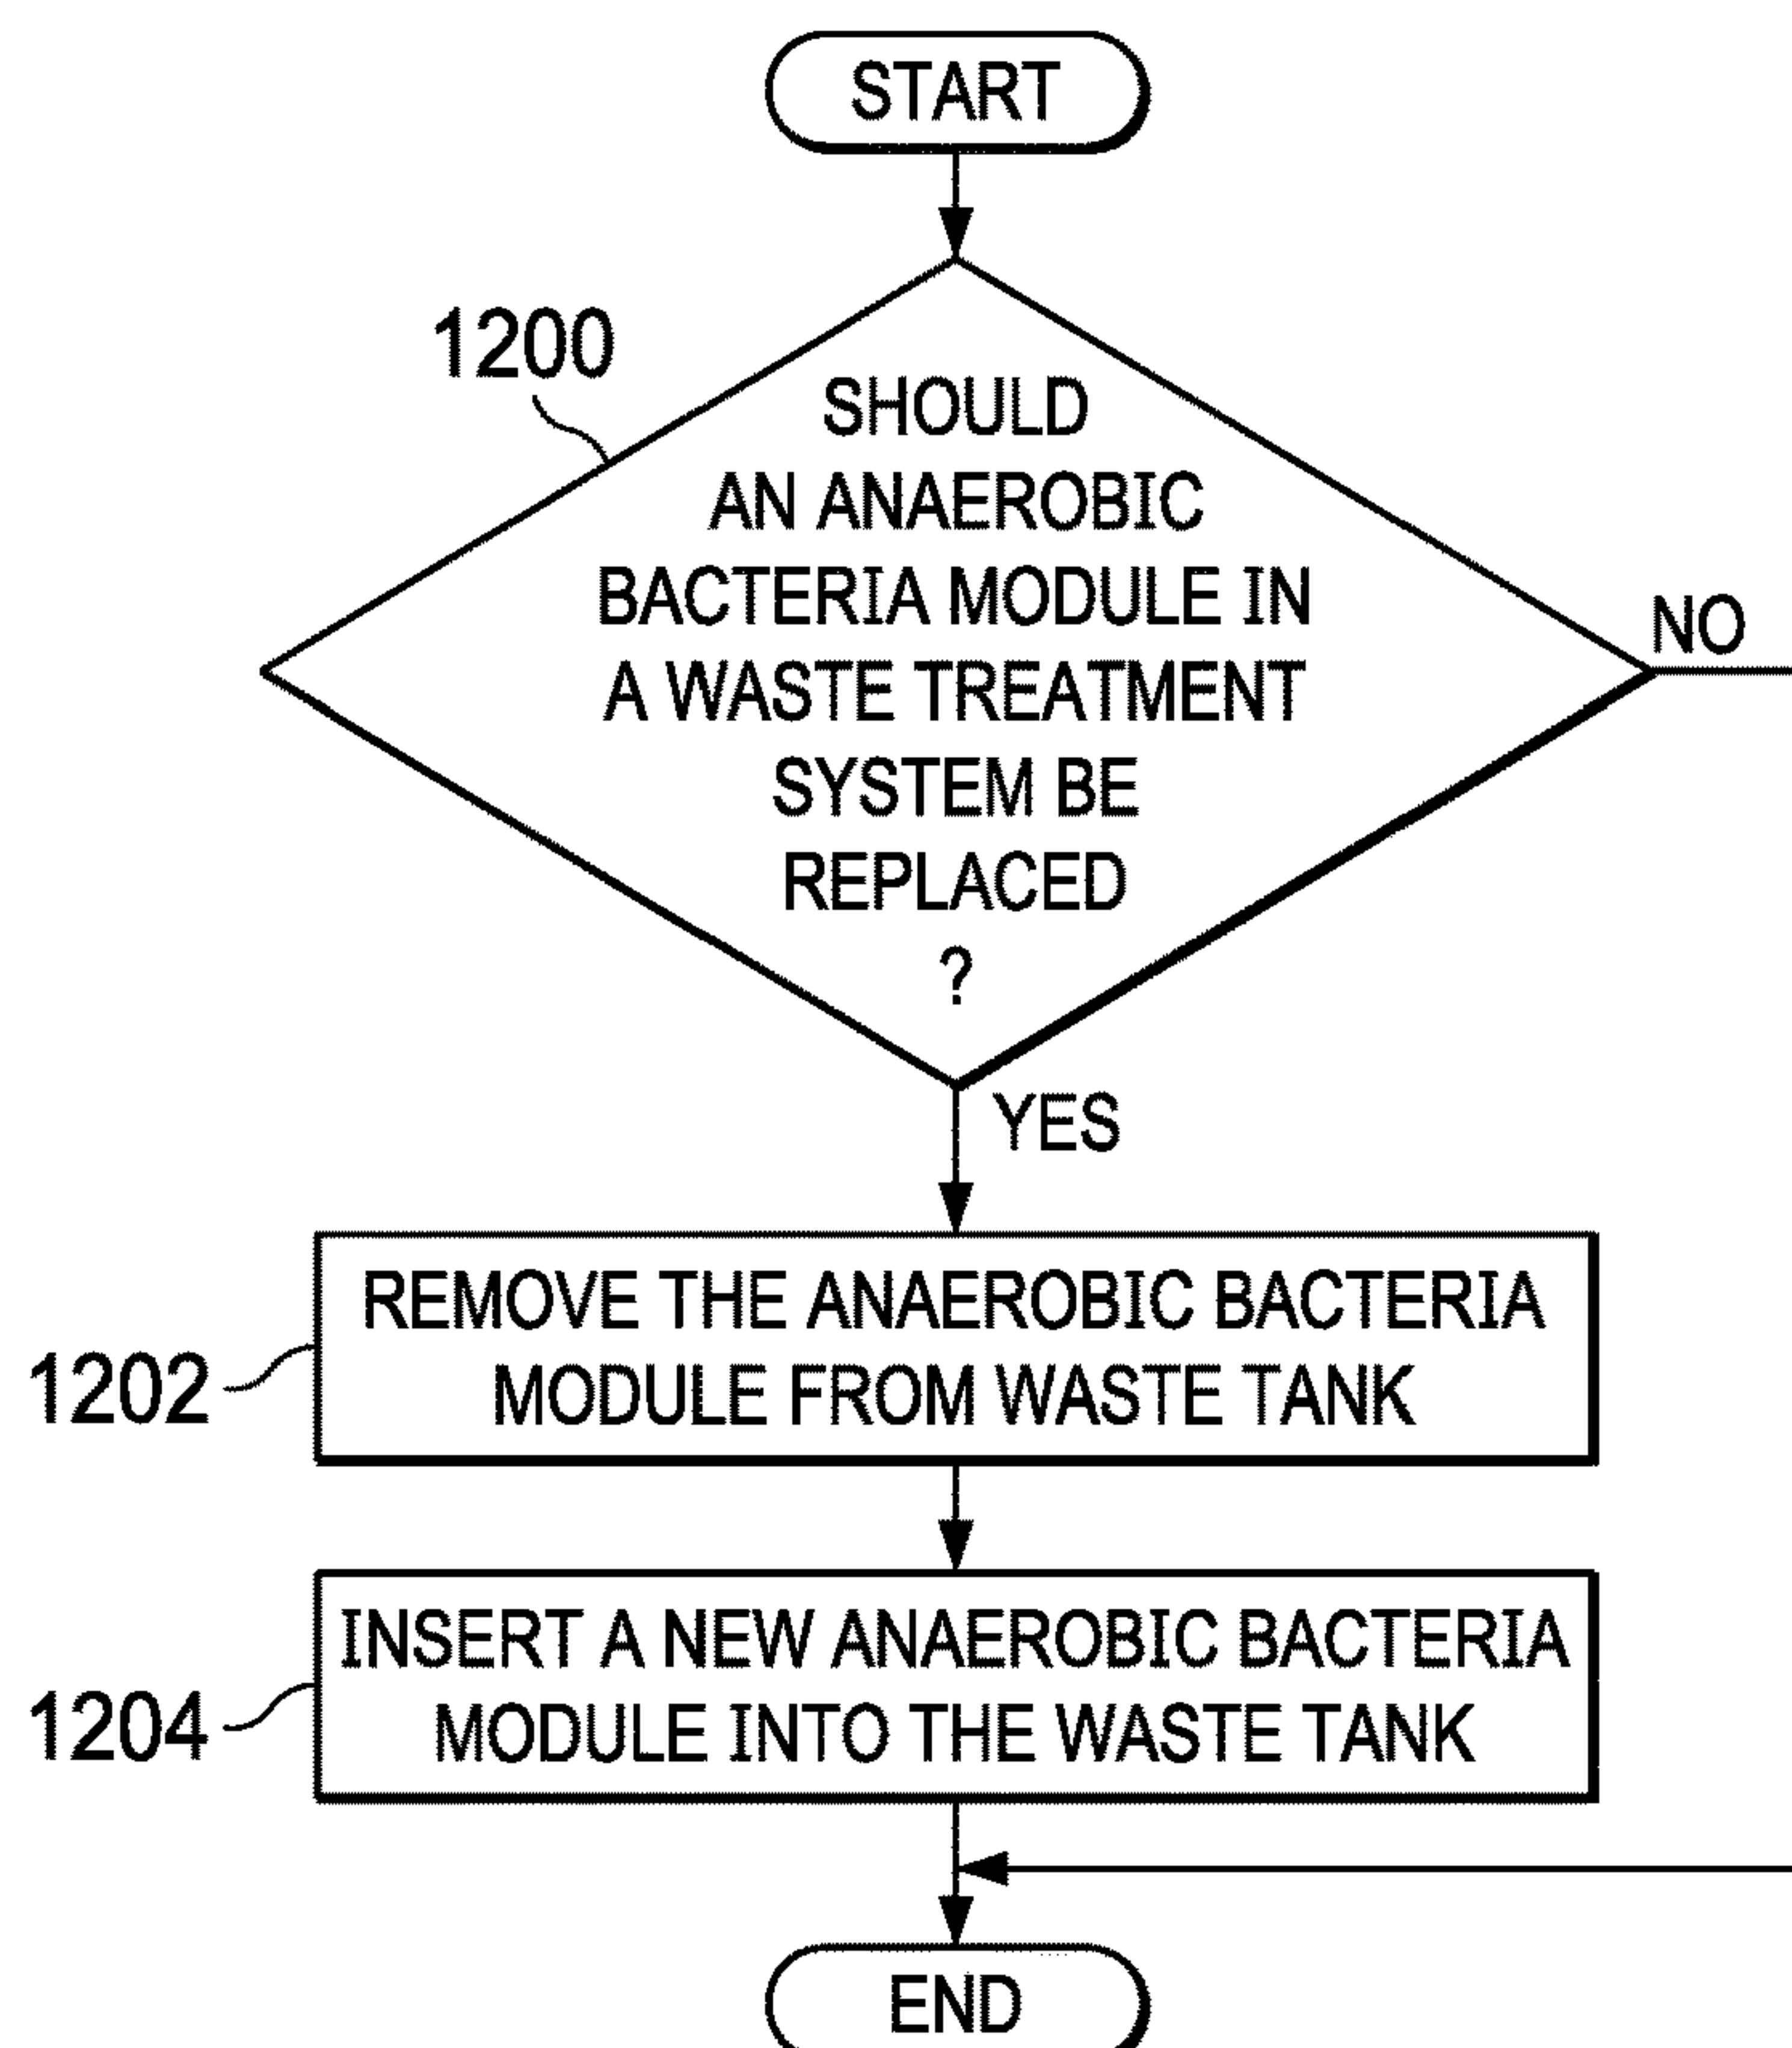 START
1200
SHOULD
AN ANAEROBIC
BACTERIA MODULE IN
A WASTE TREATMENT
SYSTEM BE
REPLACED
?
NO
YES
1202
REMOVE THE ANAEROBIC BACTERIA
MODULE FROM WASTE TANK
1204
INSERT A NEW ANAEROBIC BACTERIA
MODULE INTO THE WASTE TANK
END